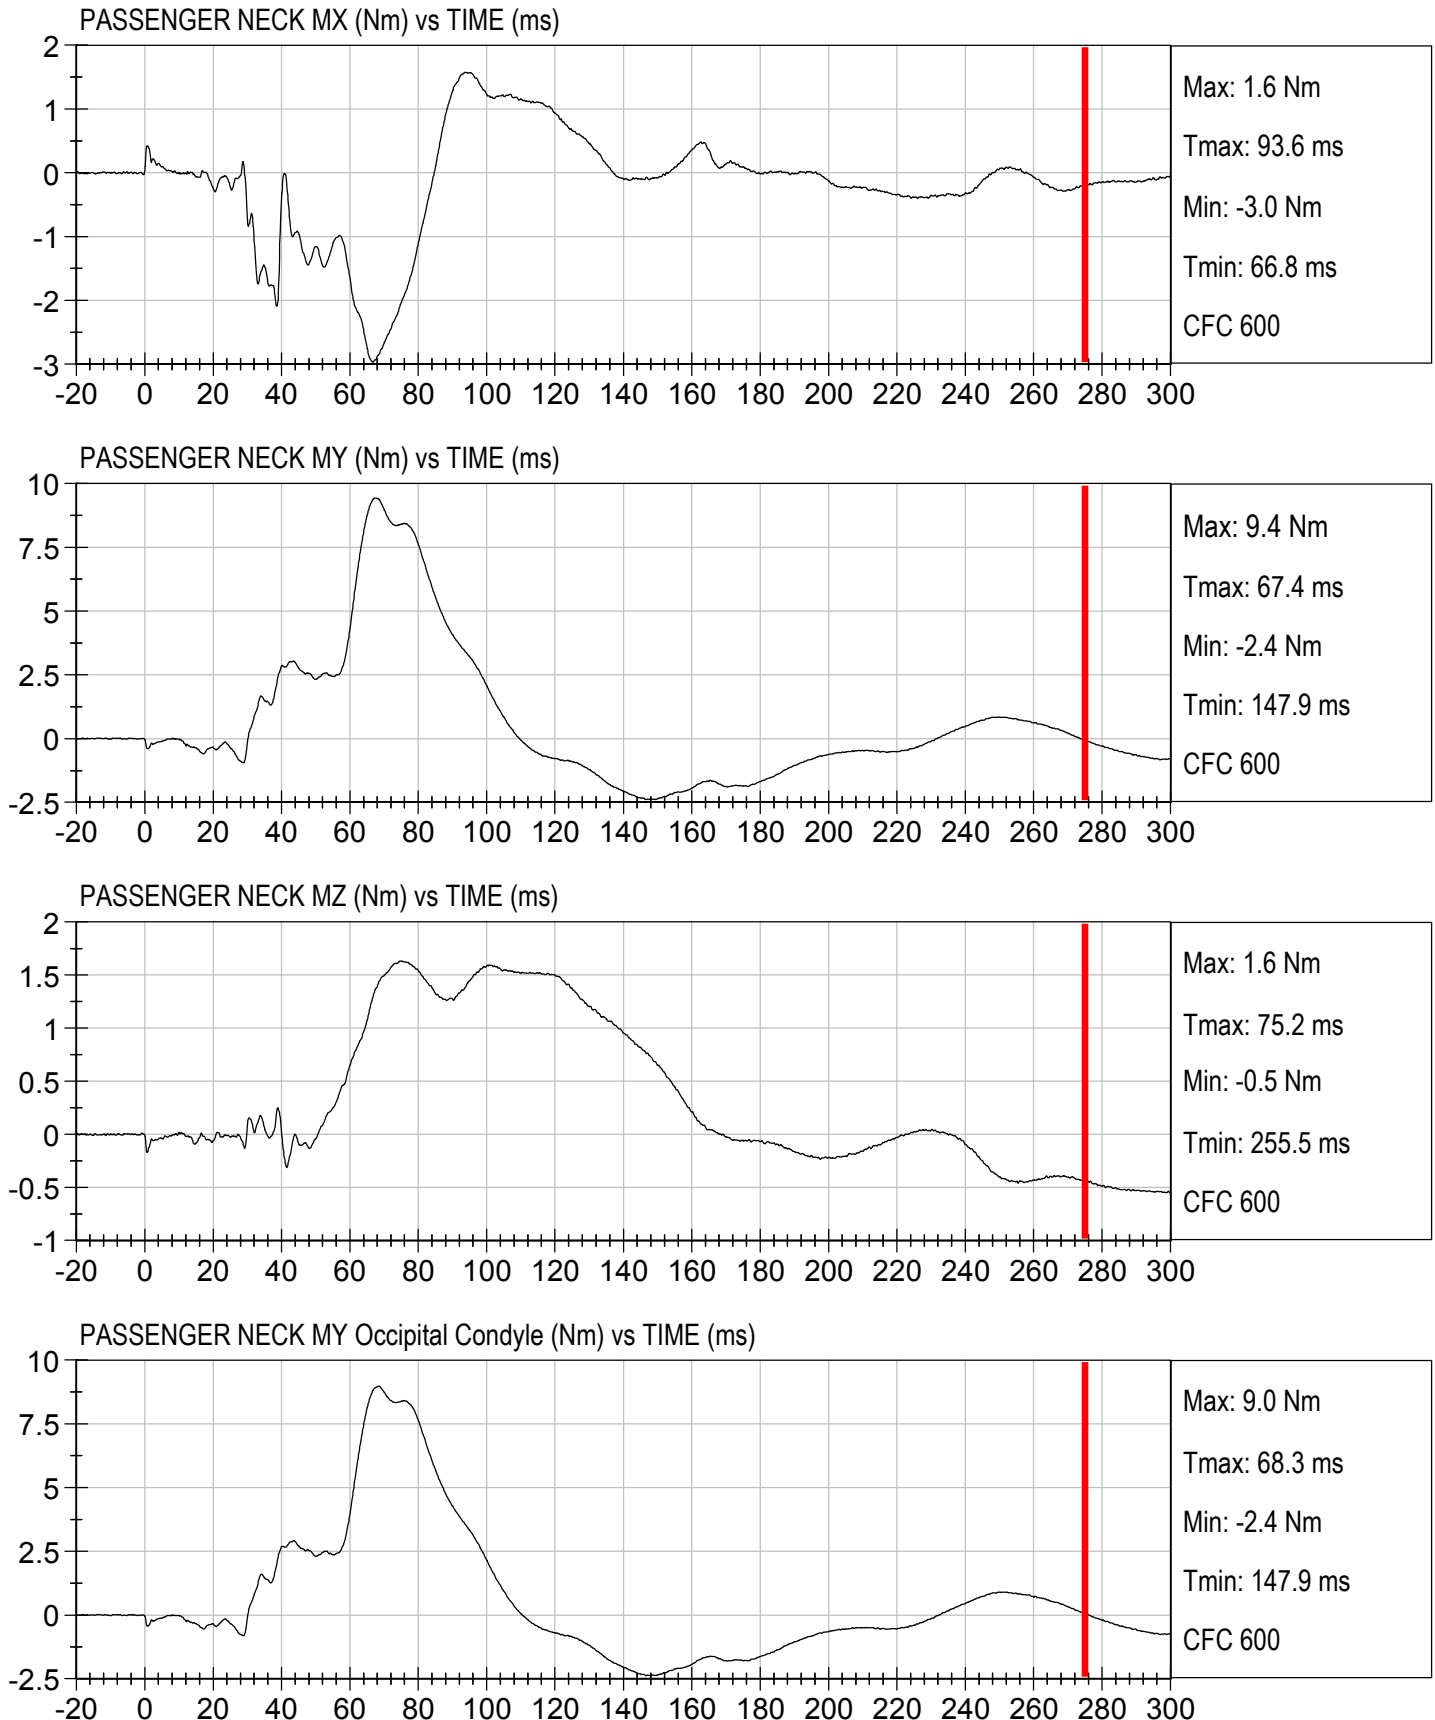 PASSENGER NECK MX (Nm) vs TIME (ms)
2
1
0
-1
-2
-3
-20 0 20 40 60 80 100 120 140 160 180 200 220 240 260 280 300
Max: 1.6 Nm
Tmax: 93.6 ms
Min: -3.0 Nm
Tmin: 66.8 ms
CFC 600
PASSENGER NECK MY (Nm) vs TIME (ms)
10
7.5
5
2.5
0
-2.5
-20 0 20 40 60 80 100 120 140 160 180 200 220 240 260 280 300
Max: 9.4 Nm
Tmax: 67.4 ms
Min: -2.4 Nm
Tmin: 147.9 ms
CFC 600
PASSENGER NECK MZ (Nm) vs TIME (ms)
2
1.5
1
0.5
0
-0.5
-1
-20 0 20 40 60 80 100 120 140 160 180 200 220 240 260 280 300
Max: 1.6 Nm
Tmax: 75.2 ms
Min: -0.5 Nm
Tmin: 255.5 ms
CFC 600
PASSENGER NECK MY Occipital Condyle (Nm) vs TIME (ms)
10
7.5
5
2.5
0
-2.5
-20 0 20 40 60 80 100 120 140 160 180 200 220 240 260 280 300
Max: 9.0 Nm
Tmax: 68.3 ms
Min: -2.4 Nm
Tmin: 147.9 ms
CFC 600